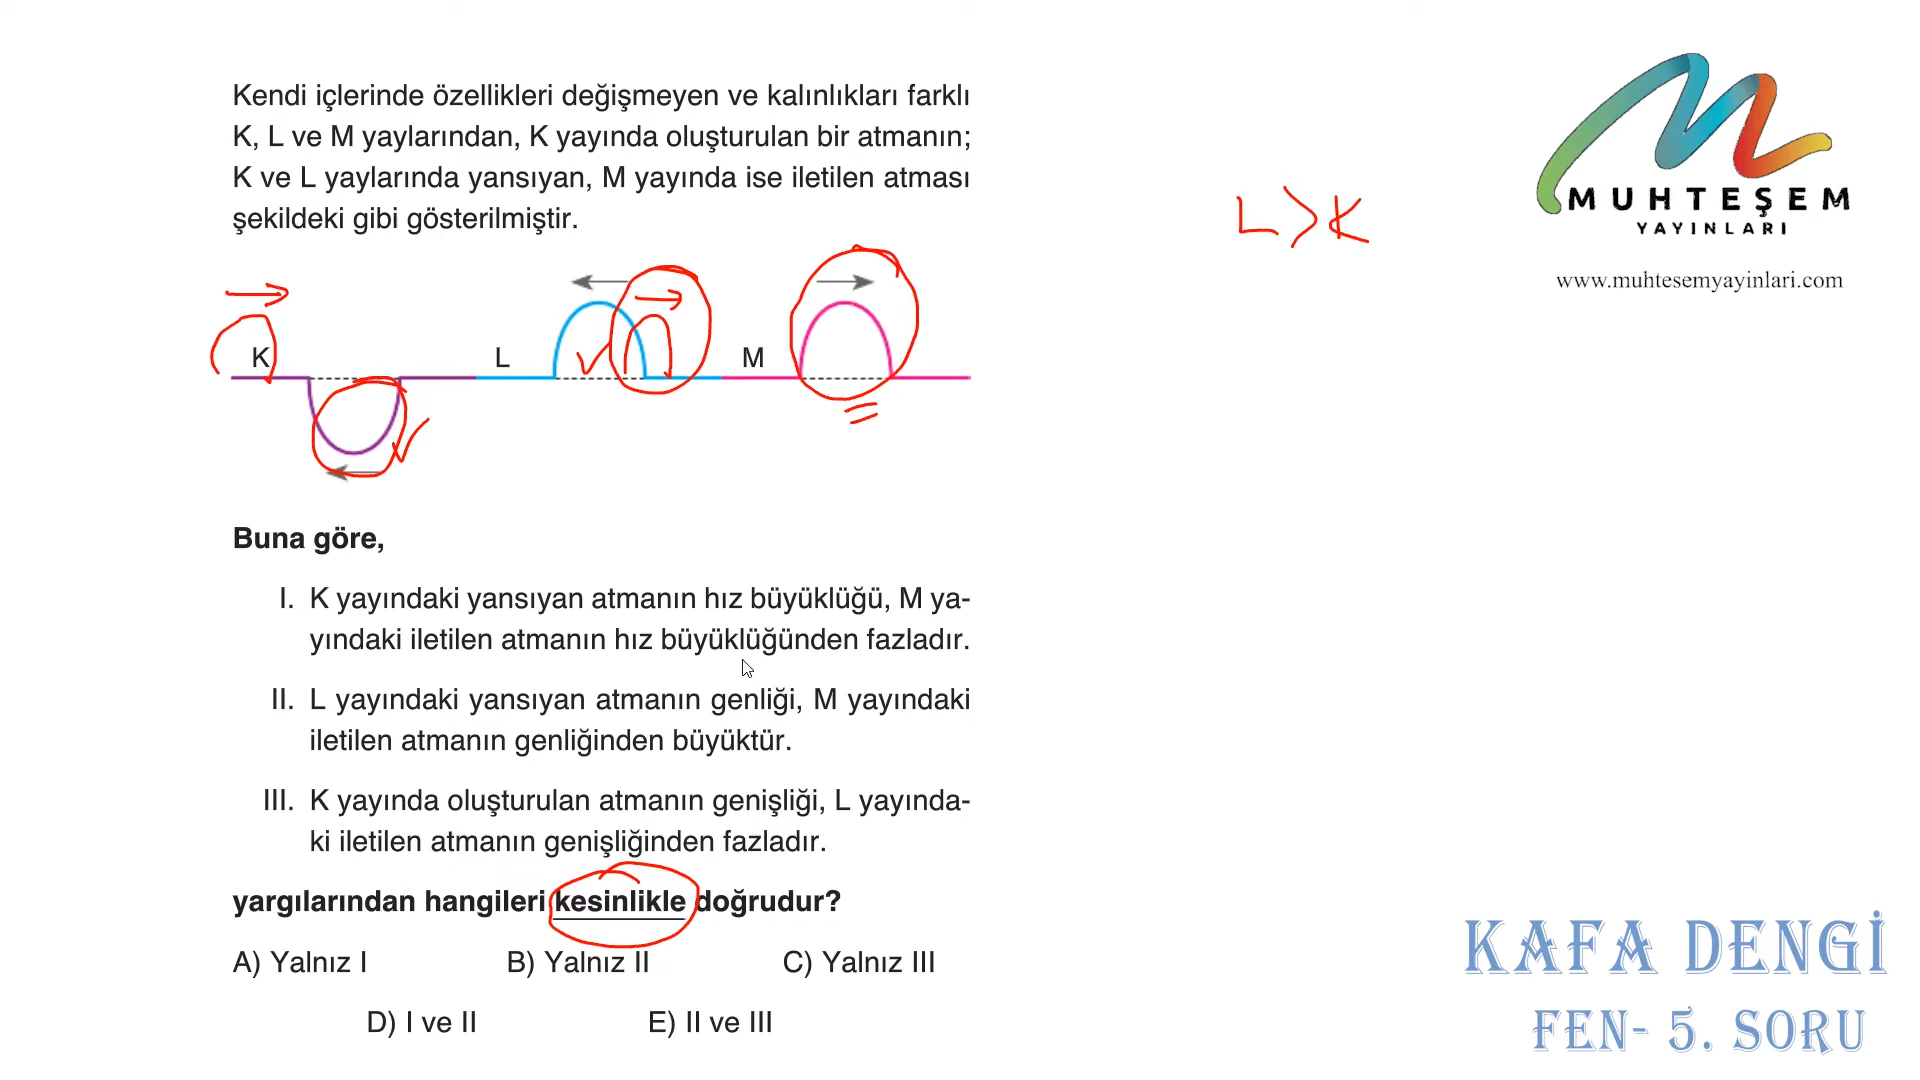 Kendi içlerinde özellikleri değişmeyen ve kalınlıkları farklı
K, L ve M yaylarından, K yayında oluşturulan bir atmanın;
K ve L yaylarında yansıyan, M yayında ise iletilen atması
şekildeki gibi gösterilmiştir.
L > K
MUHTEŞEM
YAYINLARI
www.muhtesemyayinlari.com
K L M
Buna göre,
I. K yayındaki yansıyan atmanın hız büyüklüğü, M ya-
yındaki iletilen atmanın hız büyüklüğünden fazladır.
II. L yayındaki yansıyan atmanın genliği, M yayındaki
iletilen atmanın genliğinden büyüktür.
III. K yayında oluşturulan atmanın genişliği, L yayında-
ki iletilen atmanın genişliğinden fazladır.
yargılarından hangileri kesinlikle doğrudur?
A) Yalnız I B) Yalnız II C) Yalnız III
D) I ve II E) II ve III
KAFA DENGİ
FEN- 5. SORU